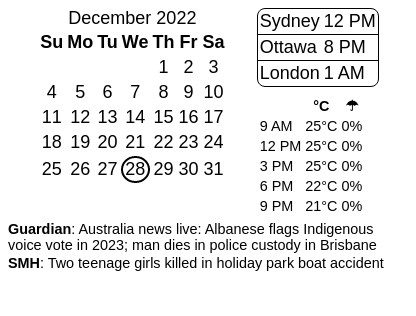 December 2022
Su Mo Tu We Th Fr Sa
1 2 3
4 5 6 7 8 9 10
11 12 13 14 15 16 17
18 19 20 21 22 23 24
25 26 27 28 29 30 31
Sydney 12 PM
Ottawa 8 PM
London 1 AM
°C ☂
9 AM 25°C 0%
12 PM 25°C 0%
3 PM 25°C 0%
6 PM 22°C 0%
9 PM 21°C 0%
Guardian: Australia news live: Albanese flags Indigenous
voice vote in 2023; man dies in police custody in Brisbane
SMH: Two teenage girls killed in holiday park boat accident